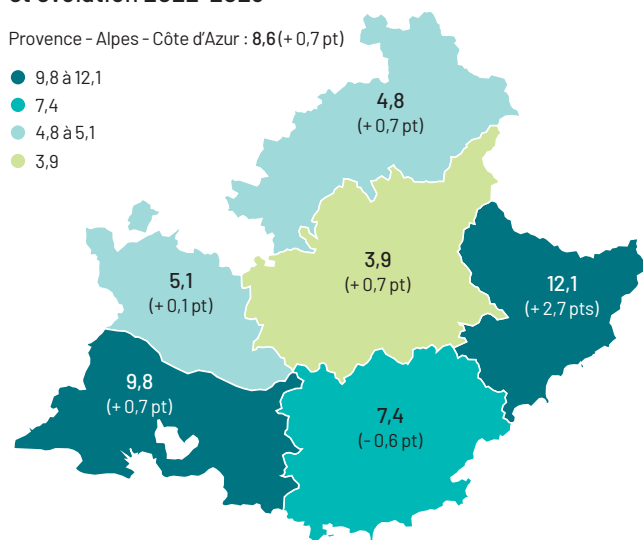 Provence - Alpes - Côte d'Azur : 8,6 (+ 0,7 pt)
9,8 à 12,1
7,4
4,8 à 5,1
3,9
4,8
(+ 0,7 pt)
3,9
(+ 0,7 pt)
5,1
(+ 0,1 pt)
12,1
(+ 2,7 pts)
9,8
(+ 0,7 pt)
7,4
(- 0,6 pt)